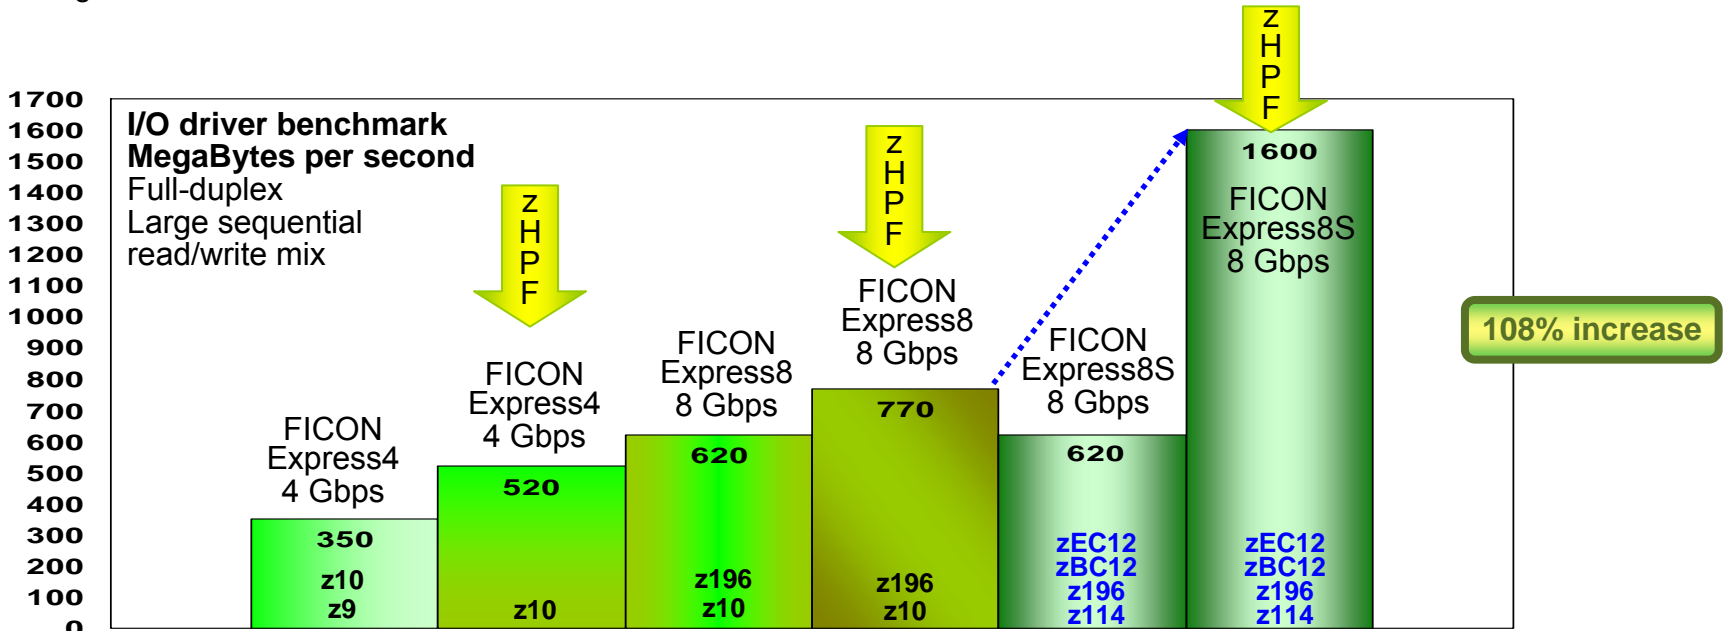 z
H
P
F
1700
1600
1500
1400
1300
1200
1100
1000
900
800
700
600
500
400
300
200
100
0
I/O driver benchmark
MegaBytes per second
Full-duplex
Large sequential
read/write mix
z
H
P
F
z
H
P
F
1600
FICON
Express8S
8 Gbps
FICON
Express8
8 Gbps
108% increase
FICON
Express8
8 Gbps
FICON
Express8S
8 Gbps
FICON
Express4
4 Gbps
FICON
Express4
4 Gbps
350
z10
z9
520
z10
620
z196
z10
770
z196
z10
620
zEC12
zBC12
z196
z114
zEC12
zBC12
z196
z114